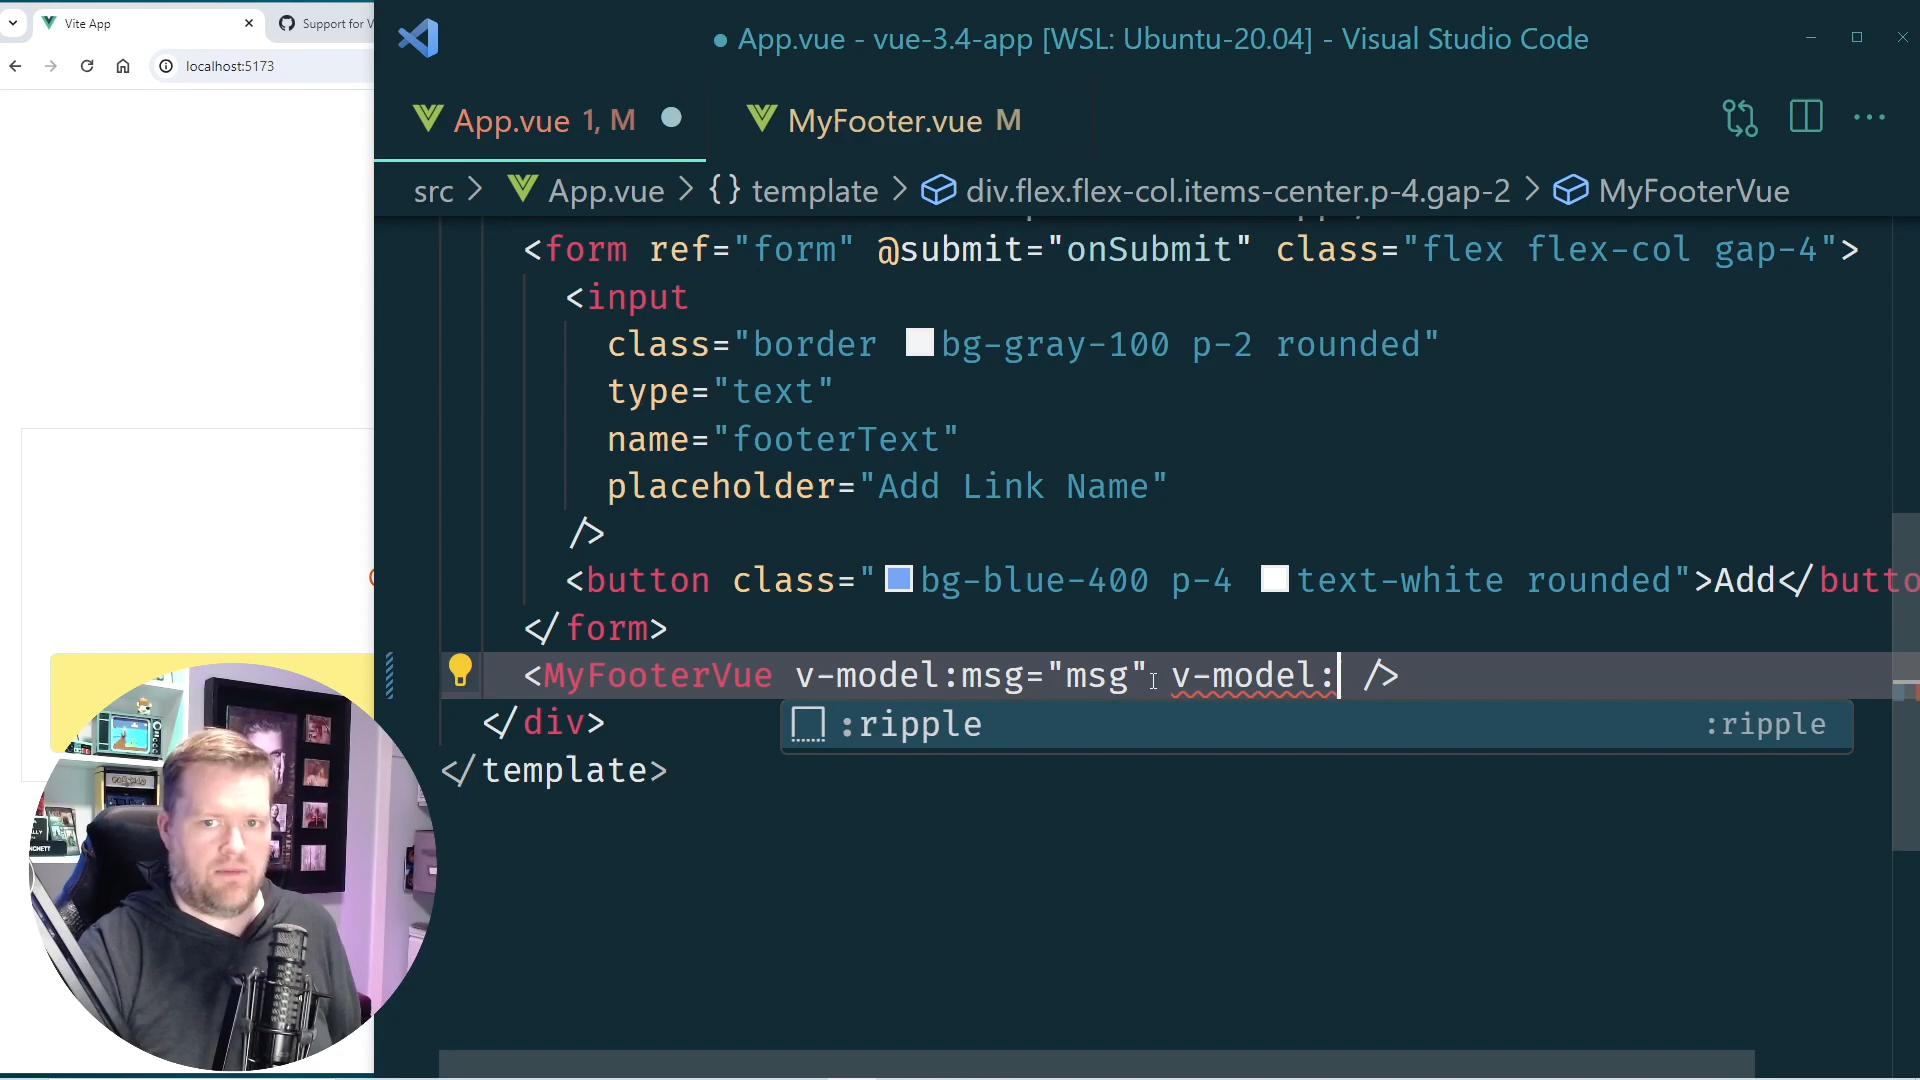 Vite App
Support for V
localhost:5173
App.vue - vue-3.4-app [WSL: Ubuntu-20.04] - Visual Studio Code
App.vue 1, M
MyFooter.vue M
src > App.vue > {} template > div.flex.flex-col.items-center.p-4.gap-2 > MyFooterVue
<form ref="form" @submit="onSubmit" class="flex flex-col gap-4">
<input
class="border bg-gray-100 p-2 rounded"
type="text"
name="footerText"
placeholder="Add Link Name"
/>
<button class="bg-blue-400 p-4 text-white rounded">Add</butto
</form>
<MyFooterVue v-model:msg="msg" v-model: />
:ripple :ripple
</div>
</template>